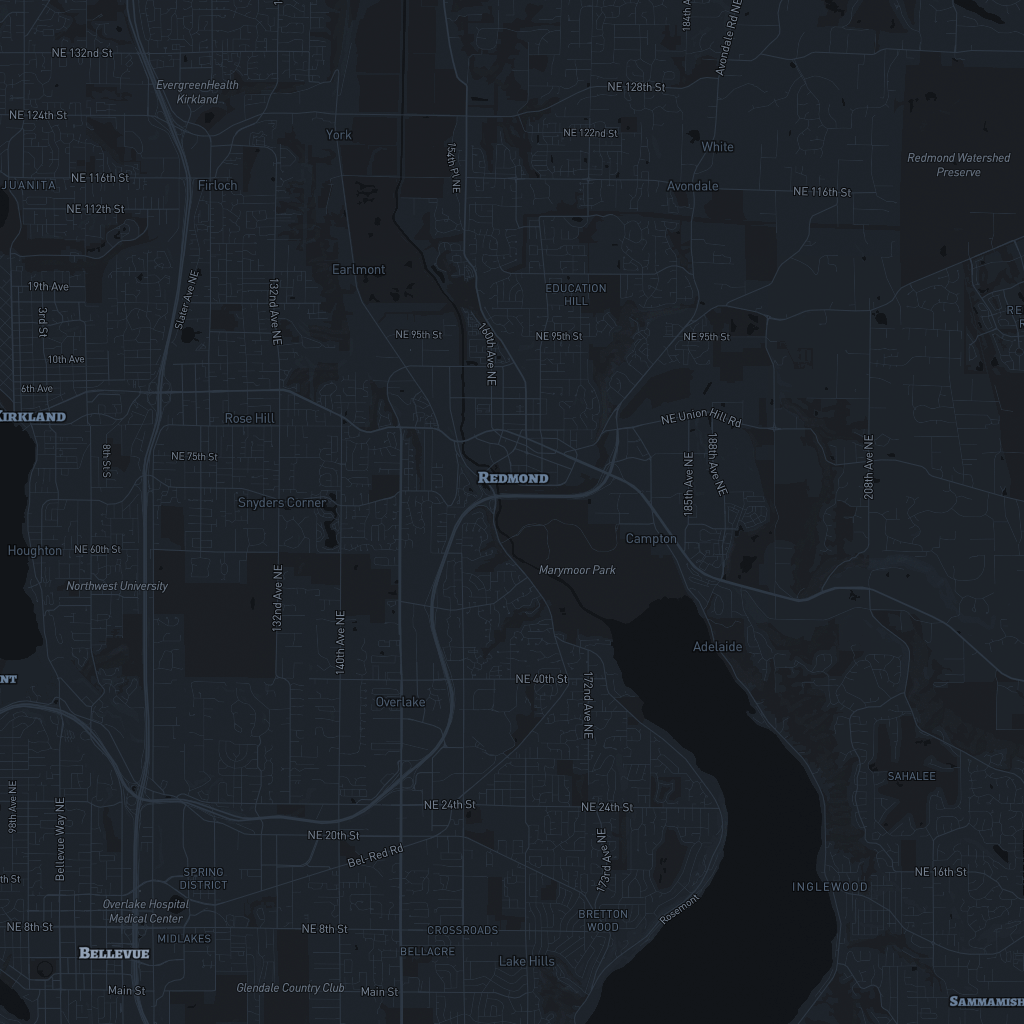 184th A
Avondale Rd NE
NE 132nd St
EvergreenHealth
Kirkland
NE 128th St
NE 124th St
York
NE 122nd St
White
154th Pl NE
Redmond Watershed
Preserve
JUANITA
NE 116th St
Firloch
Avondale
NE 116th St
NE 112th St
Earlmont
19th Ave
Slater Ave NE
132nd Ave NE
EDUCATION
HILL
RE
R
3rd St
NE 95th St
160th Ave NE
NE 95th St
NE 95th St
10th Ave
6th Ave
KIRKLAND
Rose Hill
NE Union Hill Rd
8th St S
NE 75th St
188th Ave NE
208th Ave NE
REDMOND
185th Ave NE
Snyders Corner
Campton
Houghton
NE 60th St
Marymoor Park
Northwest University
132nd Ave NE
140th Ave NE
Adelaide
NT
NE 40th St
172nd Ave NE
Overlake
SAHALEE
98th Ave NE
Bellevue Way NE
NE 24th St
NE 24th St
NE 20th St
Bel-Red Rd
173rd Ave NE
SPRING
DISTRICT
th St
NE 16th St
INGLEWOOD
Overlake Hospital
Medical Center
Rosemont
BRETTON
WOOD
NE 8th St
MIDLAKES
NE 8th St
CROSSROADS
BELLEVUE
BELLACRE
Lake Hills
Main St
Glendale Country Club
Main St
SAMMAMISH